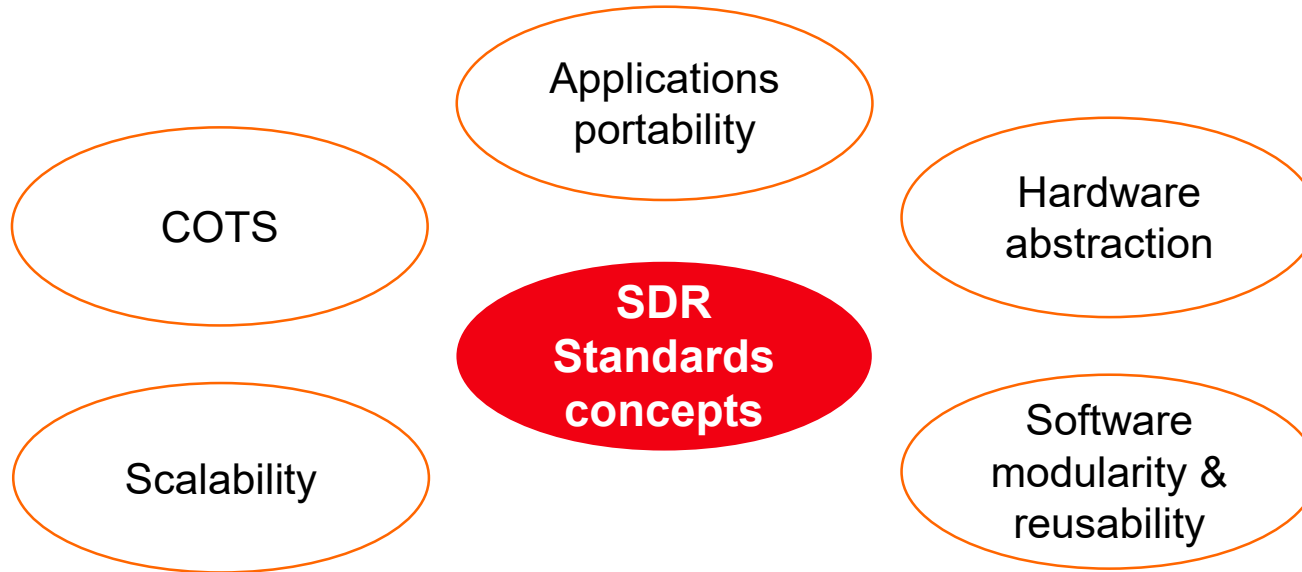 Applications
portability
COTS
Hardware
abstraction
SDR
Standards
concepts
Scalability
Software
modularity &
reusability